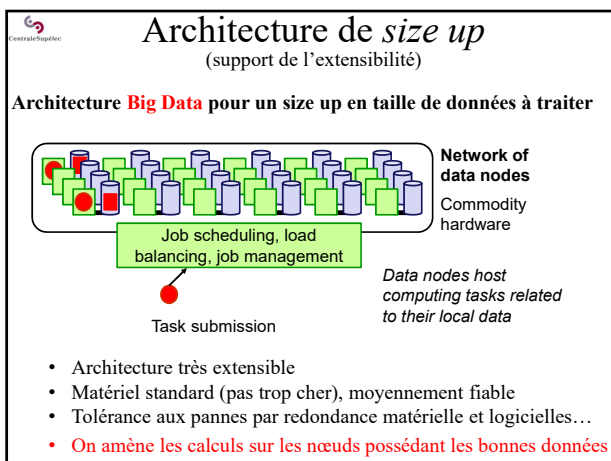 CentraleSupélec
Architecture de size up
(support de l'extensibilité)
Architecture Big Data pour un size up en taille de données à traiter
Network of
data nodes
Commodity
hardware
Job scheduling, load
balancing, job management
Data nodes host
computing tasks related
to their local data
Task submission
• Architecture très extensible
• Matériel standard (pas trop cher), moyennement fiable
• Tolérance aux pannes par redondance matérielle et logicielles…
• On amène les calculs sur les nœuds possédant les bonnes données